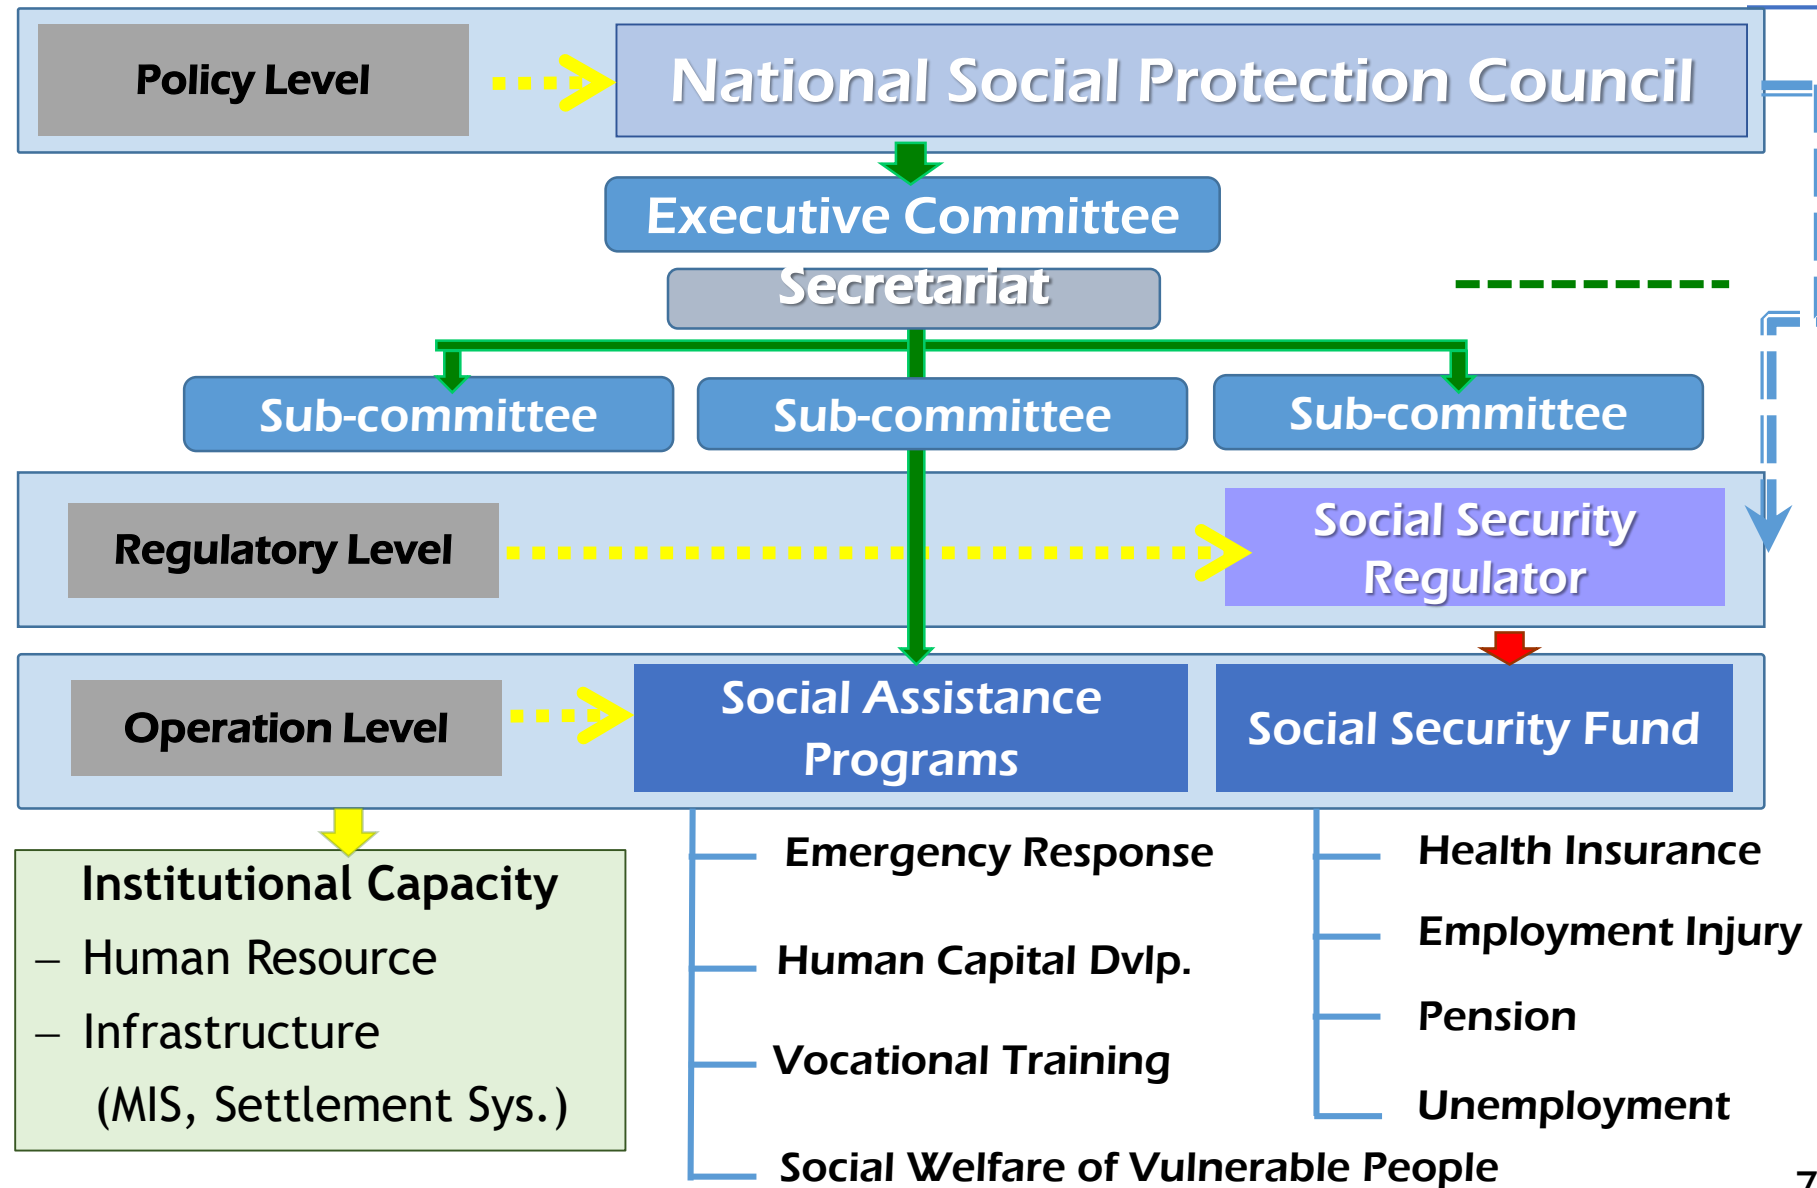 Policy Level
National Social Protection Council
Executive Committee
Secretariat
Sub-committee
Sub-committee
Sub-committee
Regulatory Level
Social Security
Regulator
Operation Level
Social Assistance
Programs
Social Security Fund
Institutional Capacity
– Human Resource
– Infrastructure
(MIS, Settlement Sys.)
Emergency Response
Human Capital Dvlp.
Vocational Training
Social Welfare of Vulnerable People
Health Insurance
Employment Injury
Pension
Unemployment
7